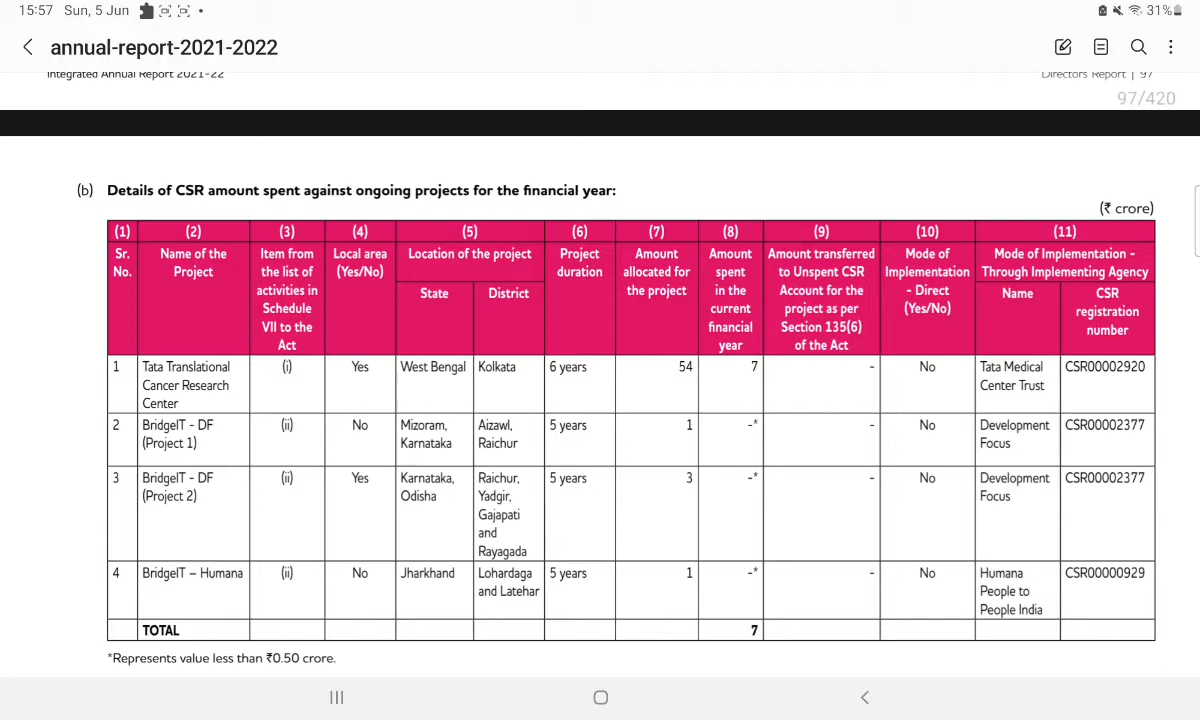 15:57 Sun, 5 Jun
31%
annual-report-2021-2022
Integrated Annual Report 2021-22
Directors' Report | 97
97/420
(b) Details of CSR amount spent against ongoing projects for the financial year:
(₹ crore)
(1) (2) (3) (4) (5) (6) (7) (8) (9) (10) (11)
Sr. Name of the Item from Local area Location of the project Project Amount Amount Amount transferred Mode of Mode of Implementation -
No. Project the list of (Yes/No) duration allocated for spent to Unspent CSR Implementation Through Implementing Agency
activities in State District the project in the Account for the - Direct Name CSR
Schedule current project as per (Yes/No) registration
VII to the financial Section 135(6) number
Act year of the Act
1 Tata Translational (i) Yes West Bengal Kolkata 6 years 54 7 - No Tata Medical CSR00002920
Cancer Research Center Trust
Center
2 BridgeIT - DF (ii) No Mizoram, Aizawl, 5 years 1 -* - No Development CSR00002377
(Project 1) Karnataka Raichur Focus
3 BridgeIT - DF (ii) Yes Karnataka, Raichur, 5 years 3 -* - No Development CSR00002377
(Project 2) Odisha Yadgir, Focus
Gajapati
and
Rayagada
4 BridgeIT – Humana (ii) No Jharkhand Lohardaga 5 years 1 -* - No Humana CSR00000929
and Latehar People to
People India
TOTAL 7
*Represents value less than ₹0.50 crore.